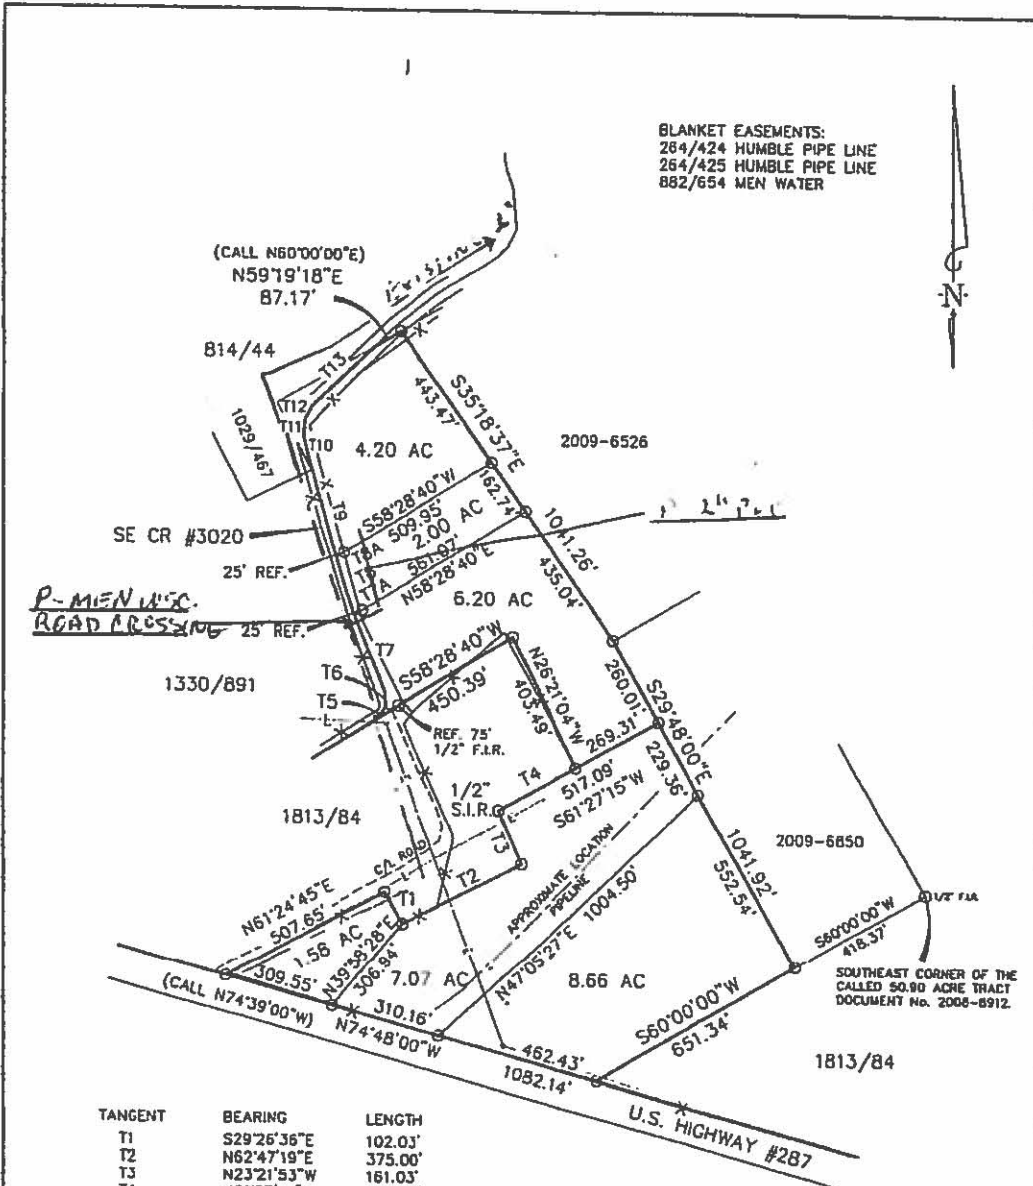 BLANKET EASEMENTS:
264/424 HUMBLE PIPE LINE
264/425 HUMBLE PIPE LINE
882/654 MEN WATER
(CALL N60°00'00"E)
N59°19'18"E
87.17'
N
814/44
T13
T12
T11
T10
1029/467
443.47'
S35°18'37"E
4.20 AC
2009-6526
T9
SE CR #3020
S58°28'40"W
509.95'
162.74'
25' REF.
T8A
2.00 AC
1041.26'
T7A
561.97'
N58°28'40"E
435.04'
P-MEN WSC.
ROAD CROSSING
25' REF.
6.20 AC
T7
T6
1330/891
T5
S58°28'40"W
450.39'
N26°21'04"W
403.49'
260.01'
S29°48'00"E
REF. 75'
1/2" F.I.R.
269.31'
T4
517.09'
S61°27'15"W
229.36'
1/2"
S.I.R.
1813/84
T3
C/L ROAD
T2
APPROXIMATE LOCATION
PIPELINE
1041.92'
552.54'
2009-6850
N61°24'45"E
507.65'
T1
1004.50'
N47°05'27"E
1/2" F.I.R.
S60°00'00"W
418.37'
1.58 AC
N39°58'28"E
306.94'
309.55'
7.07 AC
8.66 AC
SOUTHEAST CORNER OF THE
CALLED 50.90 ACRE TRACT
DOCUMENT No. 2008-8912
(CALL N74°39'00"W)
310.16'
N74°48'00"W
S60°00'00"W
651.34'
462.43'
1082.14'
1813/84
U.S. HIGHWAY #287
TANGENT BEARING LENGTH
T1 S29°26'36"E 102.03'
T2 N62°47'19"E 375.00'
T3 N23°21'53"W 161.03'